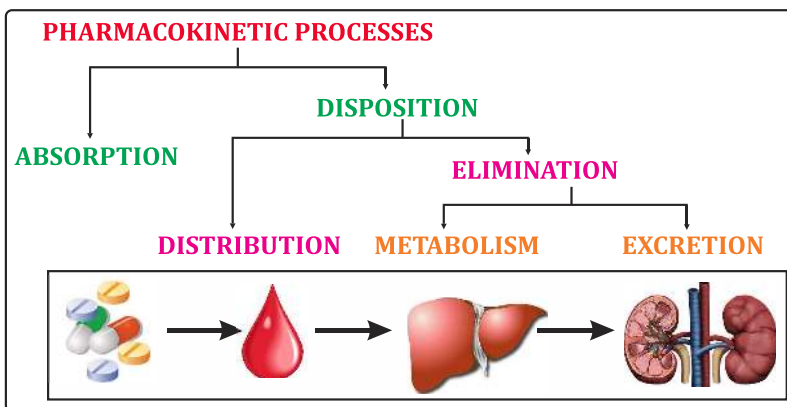 PHARMACOKINETIC PROCESSES
DISPOSITION
ABSORPTION
ELIMINATION
DISTRIBUTION METABOLISM EXCRETION